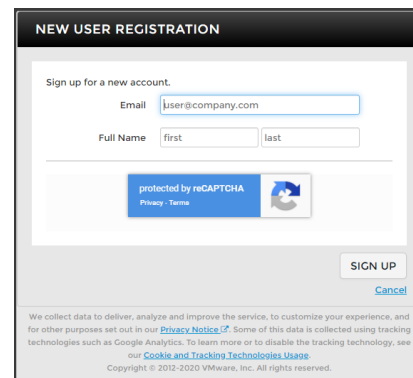 NEW USER REGISTRATION
Sign up for a new account.
Email user@company.com
Full Name first last
protected by reCAPTCHA
Privacy - Terms
SIGN UP
Cancel
We collect data to deliver, analyze and improve the service, to customize your experience, and
for other purposes set out in our Privacy Notice. Some of this data is collected using tracking
technologies such as Google Analytics. To learn more or to disable the tracking technology, see
our Cookie and Tracking Technologies Usage.
Copyright © 2012-2020 VMware, Inc. All rights reserved.